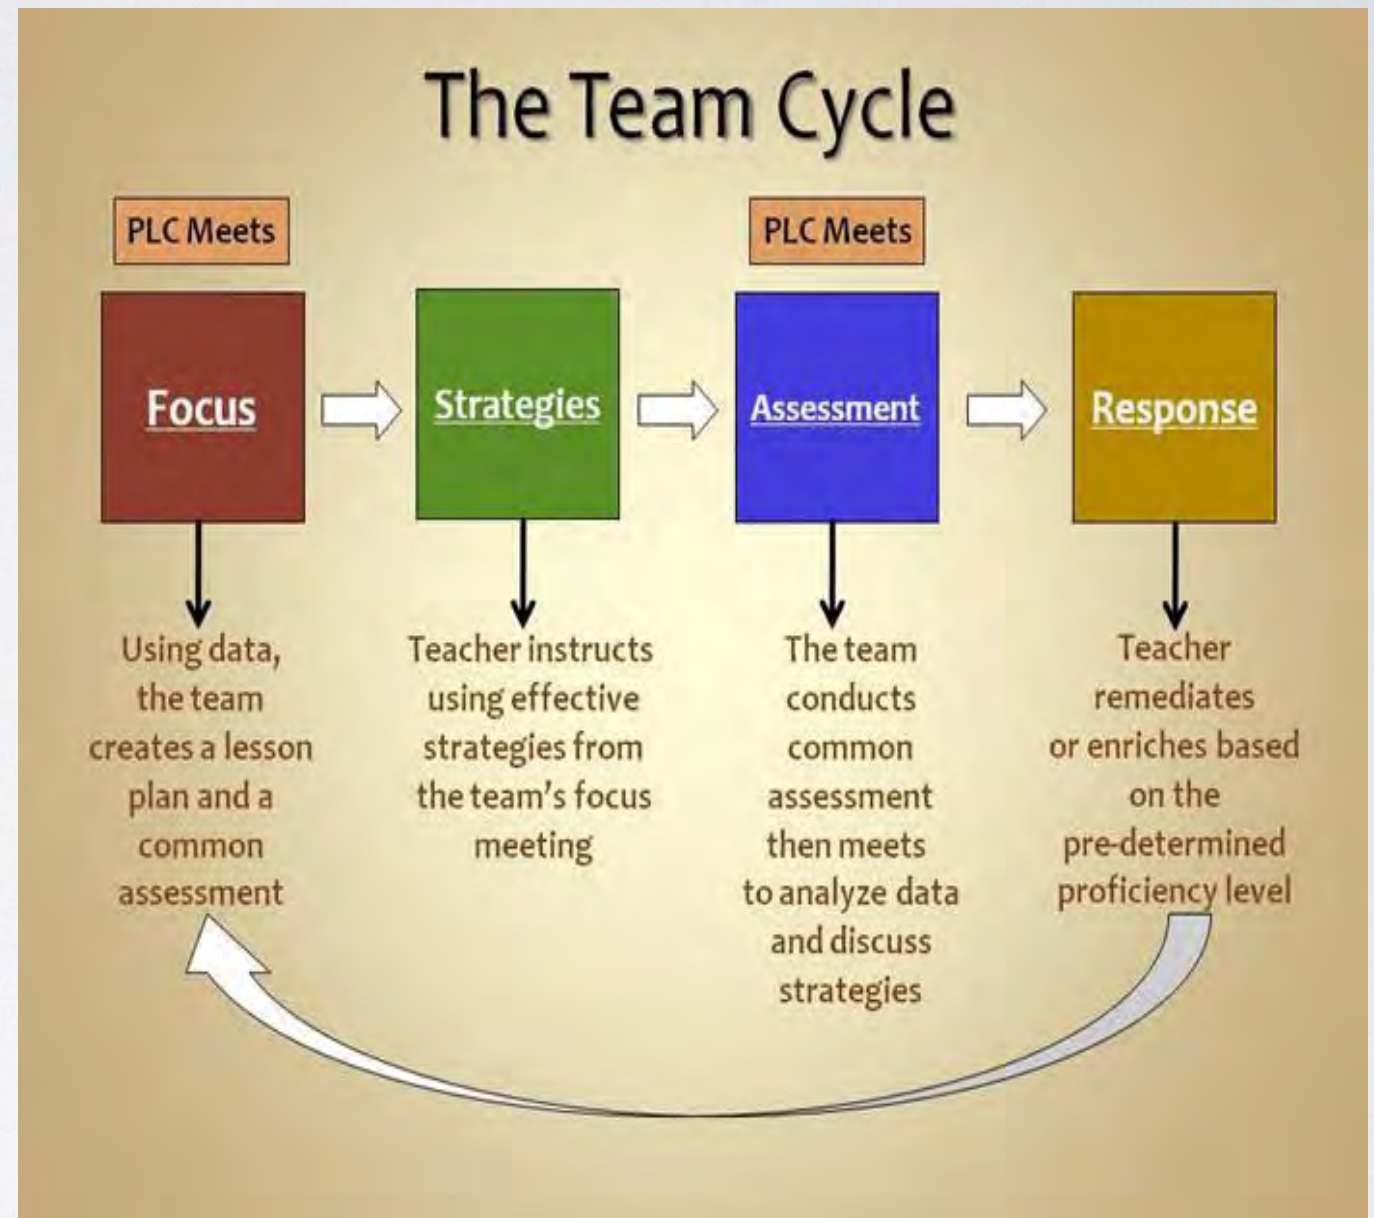 The Team Cycle
PLC Meets
PLC Meets
Focus
Strategies
Assessment
Response
Using data,
the team
creates a lesson
plan and a
common
assessment
Teacher instructs
using effective
strategies from
the team's focus
meeting
The team
conducts
common
assessment
then meets
to analyze data
and discuss
strategies
Teacher
remediates
or enriches based
on the
pre-determined
proficiency level